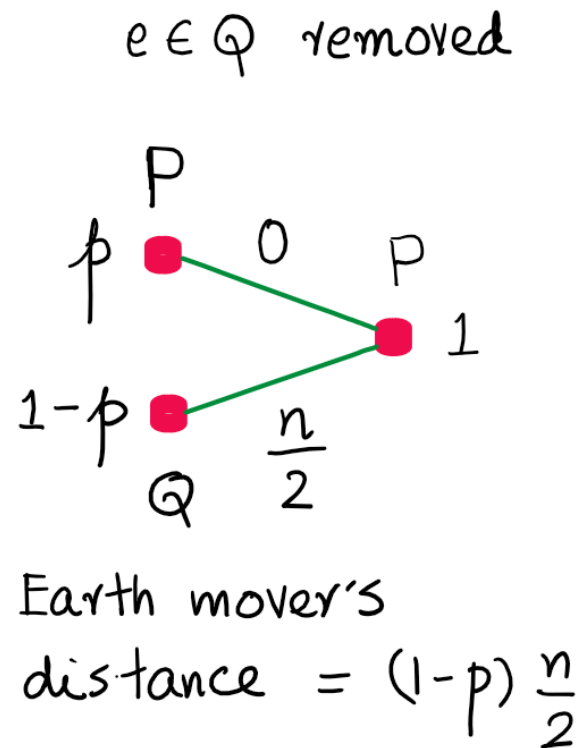 e ∈ Q removed
P
p 0 P
1
1-p n/2
Q
Earth mover's
distance = (1-p) n/2